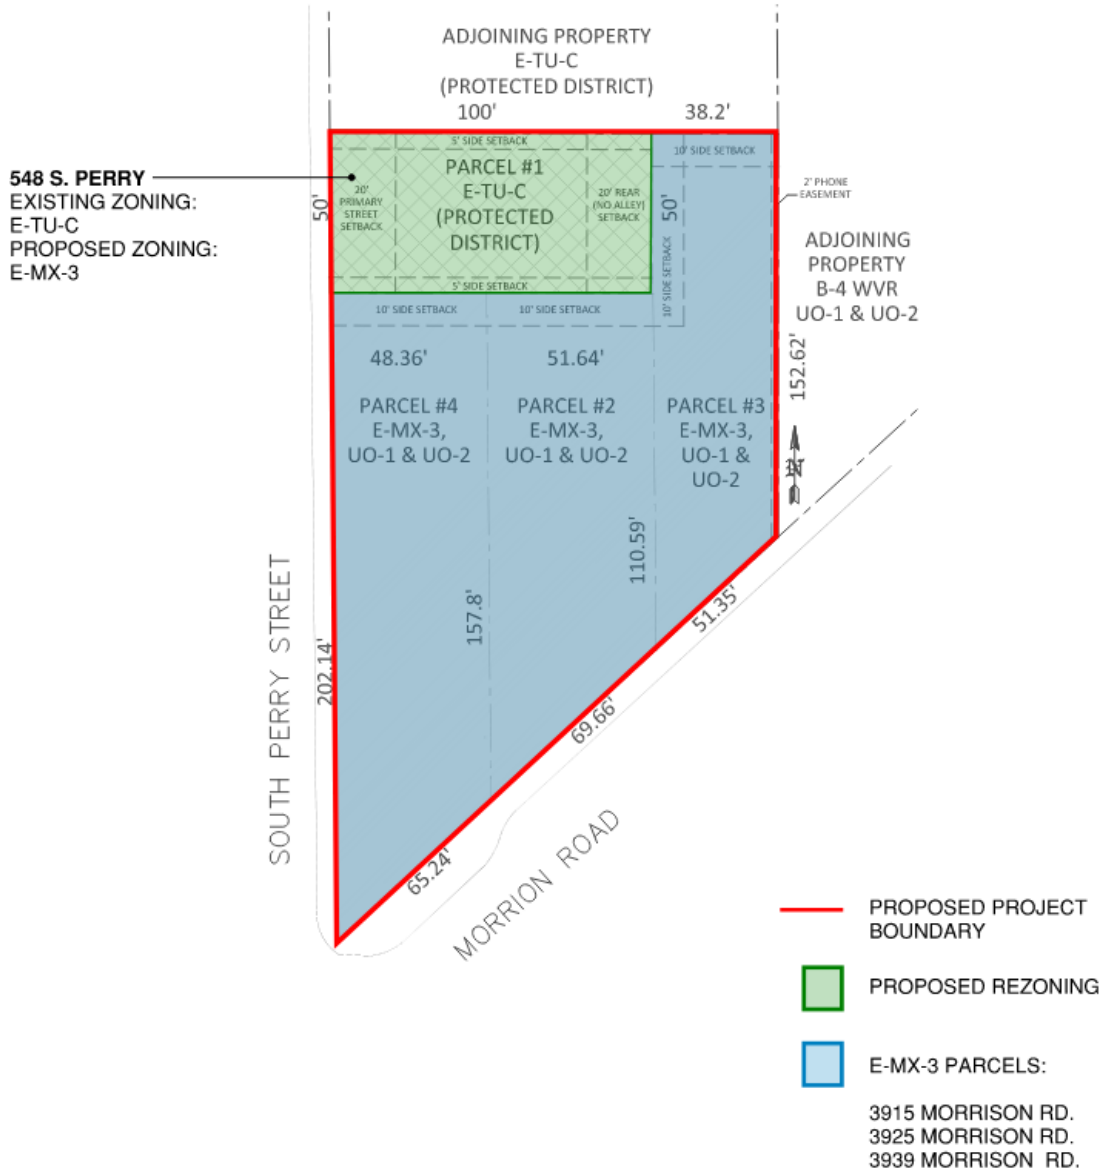 ADJOINING PROPERTY
E-TU-C
(PROTECTED DISTRICT)
100'
38.2'
5' SIDE SETBACK
10' SIDE SETBACK
548 S. PERRY
EXISTING ZONING:
E-TU-C
PROPOSED ZONING:
E-MX-3
50'
20'
PRIMARY
STREET
SETBACK
PARCEL #1
E-TU-C
(PROTECTED
DISTRICT)
20' REAR
(NO ALLEY)
SETBACK
50'
10' SIDE SETBACK
2' PHONE
EASEMENT
ADJOINING
PROPERTY
B-4 WVR
UO-1 & UO-2
5' SIDE SETBACK
10' SIDE SETBACK
10' SIDE SETBACK
48.36'
51.64'
152.62'
PARCEL #4
E-MX-3,
UO-1 & UO-2
PARCEL #2
E-MX-3,
UO-1 & UO-2
PARCEL #3
E-MX-3,
UO-1 &
UO-2
N
110.59'
157.8'
51.35'
202.14'
SOUTH PERRY STREET
69.66'
65.24'
MORRION ROAD
PROPOSED PROJECT
BOUNDARY
PROPOSED REZONING
E-MX-3 PARCELS:
3915 MORRISON RD.
3925 MORRISON RD.
3939 MORRISON RD.